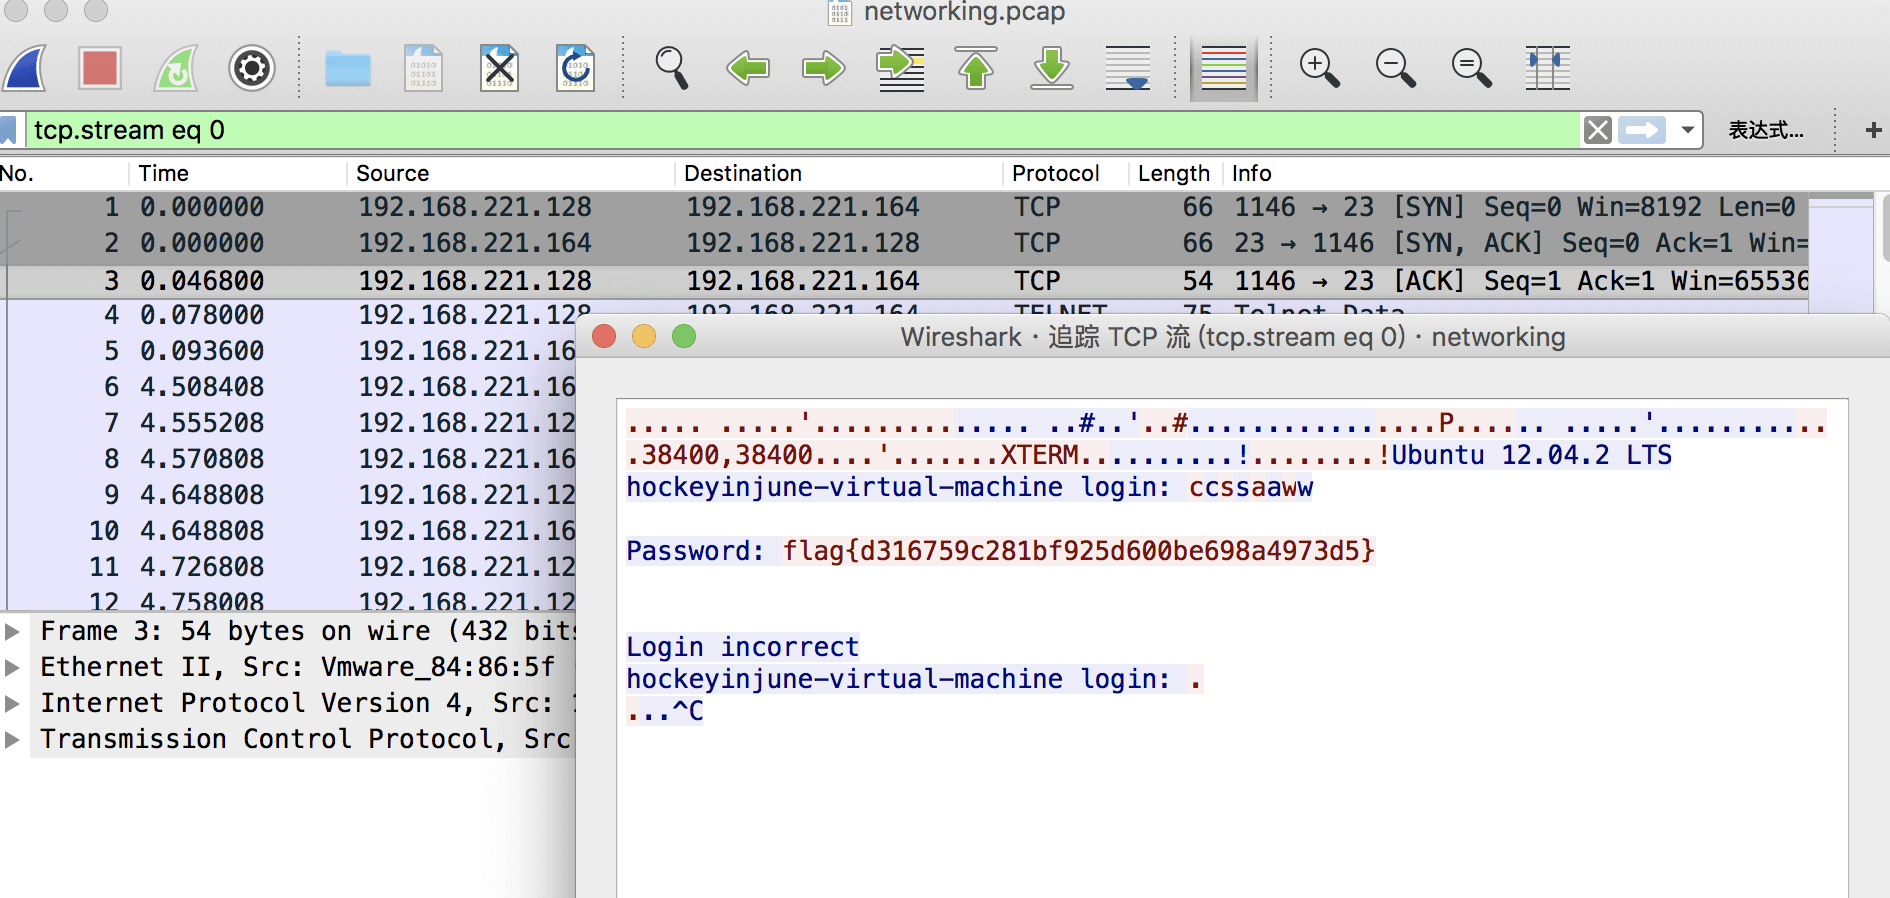 networking.pcap
tcp.stream eq 0
表达式...
+
No. Time Source Destination Protocol Length Info
1 0.000000 192.168.221.128 192.168.221.164 TCP 66 1146 → 23 [SYN] Seq=0 Win=8192 Len=0
2 0.000000 192.168.221.164 192.168.221.128 TCP 66 23 → 1146 [SYN, ACK] Seq=0 Ack=1 Win=
3 0.046800 192.168.221.128 192.168.221.164 TCP 54 1146 → 23 [ACK] Seq=1 Ack=1 Win=65536
4 0.078000 192.168.221.128 192.168.221.164 TELNET 75 Telnet Data
5 0.093600 192.168.221.16
6 4.508408 192.168.221.16
7 4.555208 192.168.221.12
8 4.570808 192.168.221.16
9 4.648808 192.168.221.12
10 4.648808 192.168.221.16
11 4.726808 192.168.221.12
12 4.758008 192.168.221.12
Frame 3: 54 bytes on wire (432 bits
Ethernet II, Src: Vmware_84:86:5f
Internet Protocol Version 4, Src:
Transmission Control Protocol, Src
Wireshark · 追踪 TCP 流 (tcp.stream eq 0) · networking
..... .....'.............. ..#..'..#................P...... .....'...........
.38400,38400....'.......XTERM..........!........!Ubuntu 12.04.2 LTS
hockeyinjune-virtual-machine login: ccssaaww
Password: flag{d316759c281bf925d600be698a4973d5}
Login incorrect
hockeyinjune-virtual-machine login: .
...^C